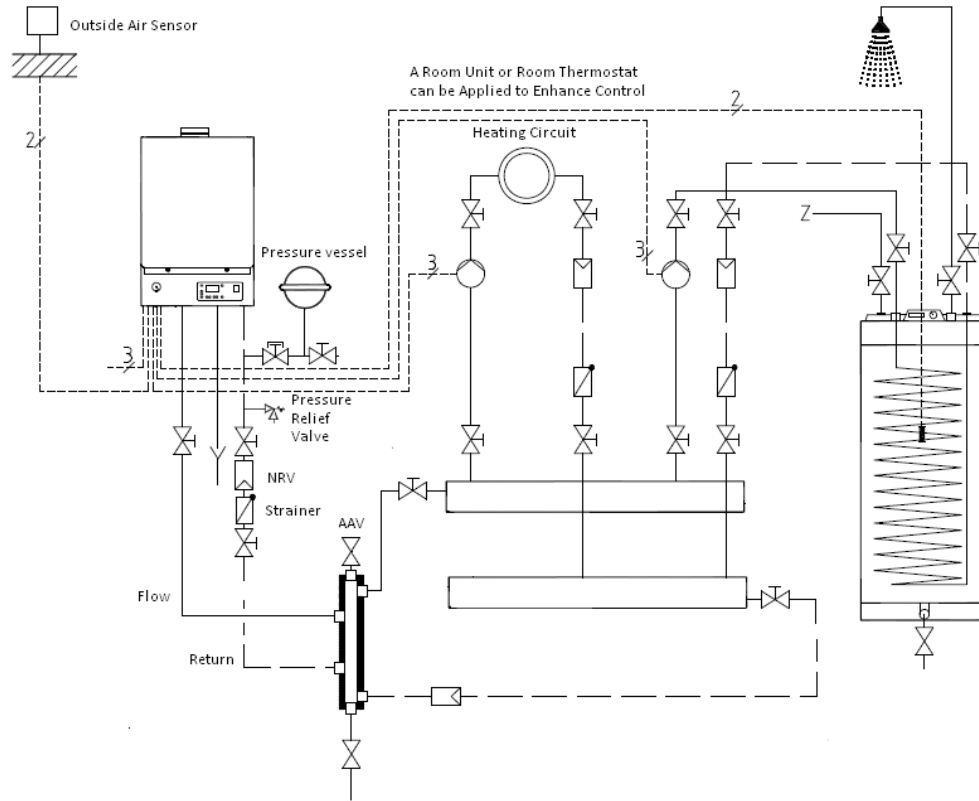 Outside Air Sensor
A Room Unit or Room Thermostat
can be Applied to Enhance Control
2
2
Heating Circuit
Z
Pressure vessel
3
3
3
Pressure
Relief
Valve
NRV
Strainer
AAV
Flow
Return